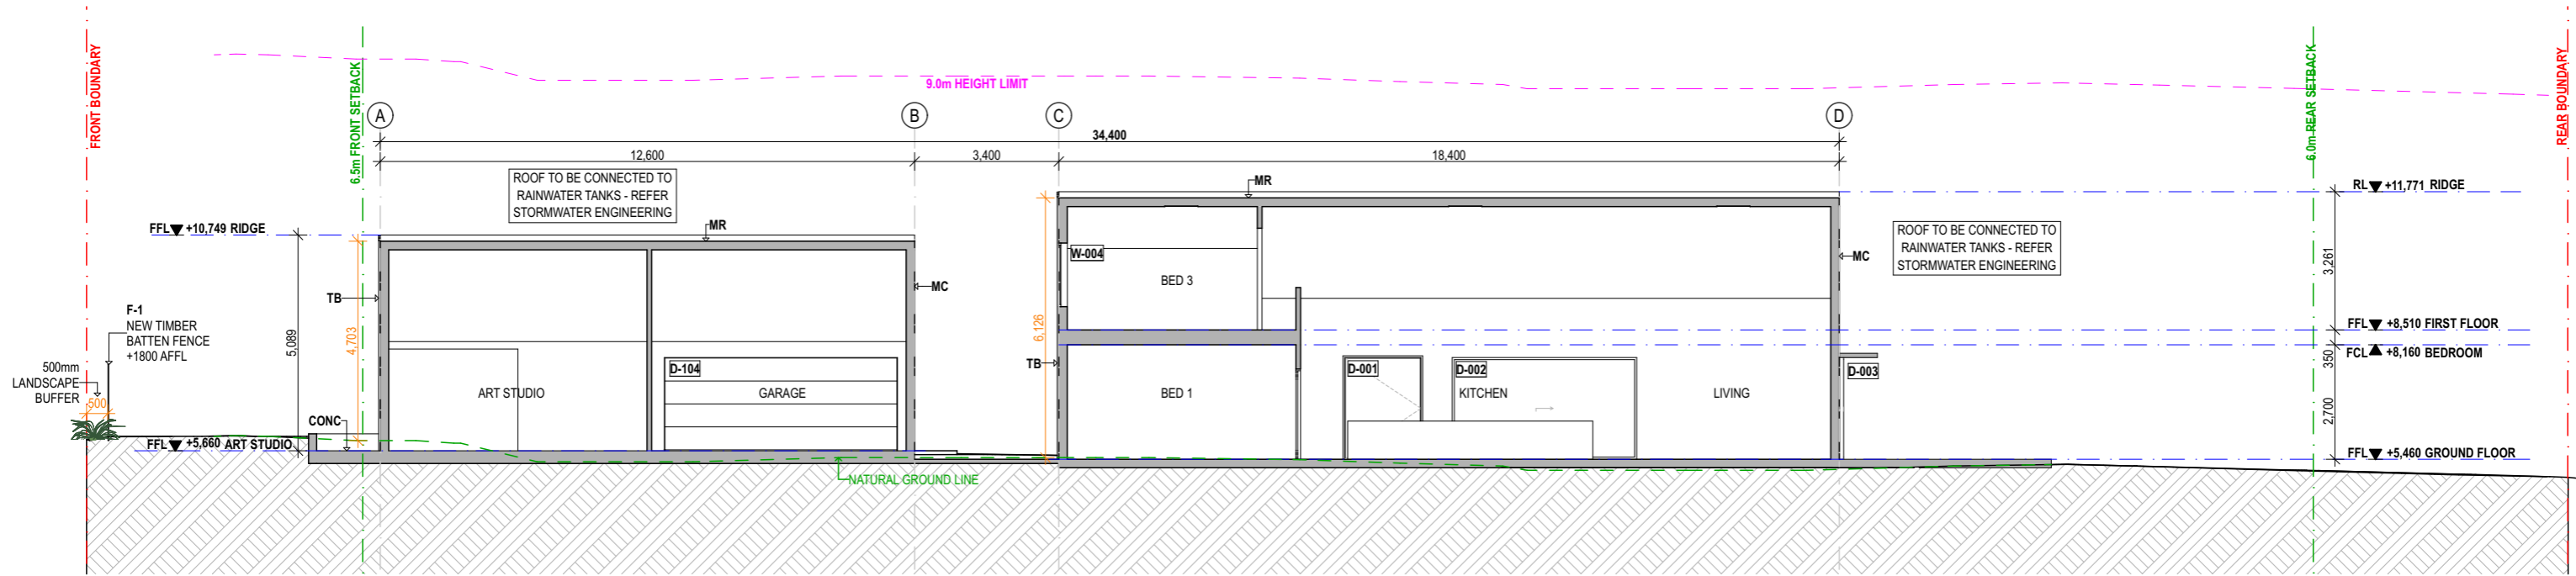 FRONT BOUNDARY
6.5m FRONT SETBACK
9.0m HEIGHT LIMIT
6.0m REAR SETBACK
REAR BOUNDARY
A
B
C
D
34,400
12,600
3,400
18,400
ROOF TO BE CONNECTED TO
RAINWATER TANKS - REFER
STORMWATER ENGINEERING
MR
MR
RL +11,771 RIDGE
FFL +10,749 RIDGE
ROOF TO BE CONNECTED TO
RAINWATER TANKS - REFER
STORMWATER ENGINEERING
W-004
BED 3
MC
MC
3,261
TB
F-1
NEW TIMBER
BATTEN FENCE
+1800 AFFL
5,089
4,703
6,126
FFL +8,510 FIRST FLOOR
350
FCL +8,160 BEDROOM
500mm
LANDSCAPE
BUFFER
500
TB
D-104
D-001
D-002
D-003
ART STUDIO
GARAGE
BED 1
KITCHEN
LIVING
2,700
CONC
FFL +5,660 ART STUDIO
FFL +5,460 GROUND FLOOR
NATURAL GROUND LINE